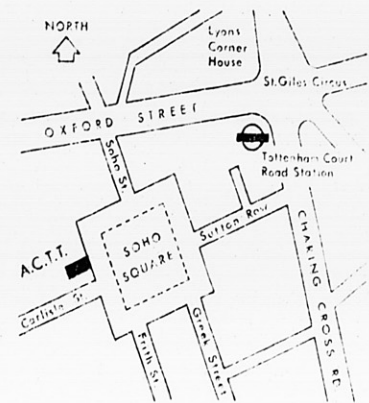 NORTH
Lyons
Corner
House
St. Giles Circus
OXFORD STREET
Soho St.
Tottenham Court
Road Station
A.C.T.T.
SOHO
SQUARE
Sutton Row
CHARING CROSS RD
Carlisle St.
Frith St.
Greek Street